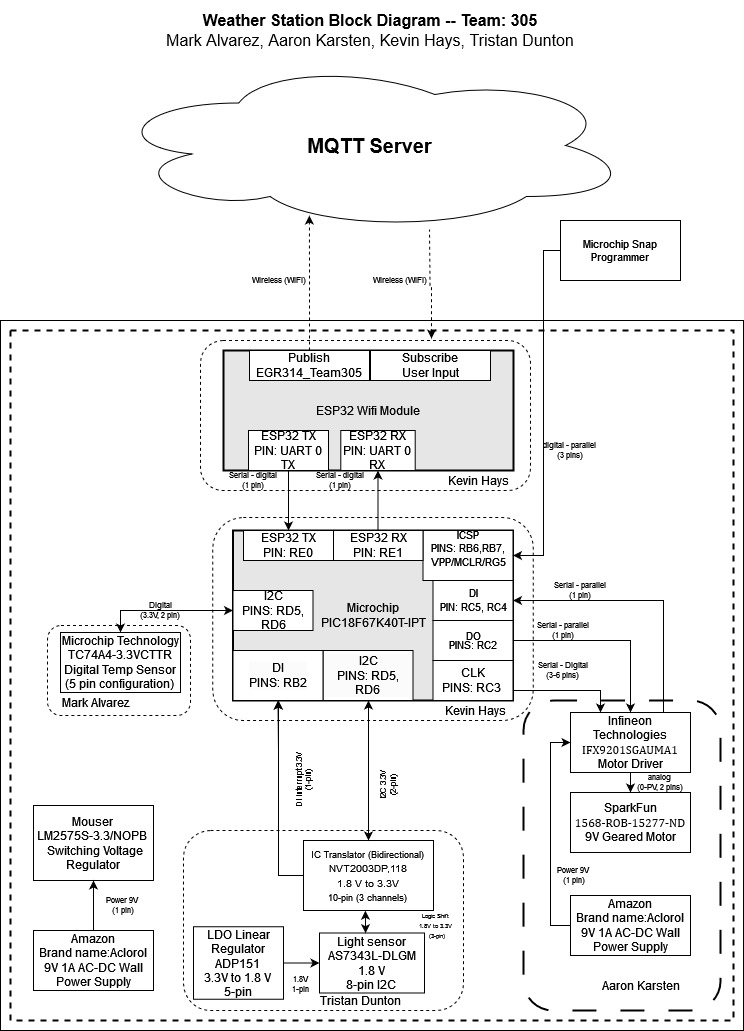 Weather Station Block Diagram -- Team: 305
Mark Alvarez, Aaron Karsten, Kevin Hays, Tristan Dunton
MQTT Server
Microchip Snap
Programmer
Wireless (WIFI)
Wireless (WIFI)
Publish
EGR314_Team305
Subscribe
User Input
ESP32 Wifi Module
ESP32 TX
PIN: UART 0
TX
ESP32 RX
PIN: UART 0
RX
Kevin Hays
digital - parallel
(3 pins)
Serial - digital
(1 pin)
Serial - digital
(1 pin)
ESP32 TX
PIN: RE0
ESP32 RX
PIN: RE1
ICSP
PINS: RB6,RB7,
VPP/MCLR/RG5
I2C
PINS: RD5,
RD6
Microchip
PIC18F67K40T-IPT
DI
PIN: RC5, RC4
DO
PINS: RC2
CLK
PINS: RC3
DI
PINS: RB2
I2C
PINS: RD5,
RD6
Kevin Hays
Digital
(3.3V, 2 pin)
Microchip Technology
TC74A4-3.3VCTTR
Digital Temp Sensor
(5 pin configuration)
Mark Alvarez
Serial - parallel
(1 pin)
Serial - parallel
(1 pin)
Serial - Digital
(3-6 pins)
Infineon
Technologies
IFX9201SGAUMA1
Motor Driver
analog
(0-PV, 2 pins)
SparkFun
1568-ROB-15277-ND
9V Geared Motor
Power 9V
(1 pin)
Amazon
Brand name:Aclorol
9V 1A AC-DC Wall
Power Supply
Aaron Karsten
DI Interrupt 3.3V
(1-pin)
I2C 3.3V
(2-pin)
Mouser
LM2575S-3.3/NOPB
Switching Voltage
Regulator
Power 9V
(1 pin)
Amazon
Brand name:Aclorol
9V 1A AC-DC Wall
Power Supply
IC Translator (Bidirectional)
NVT2003DP,118
1.8 V to 3.3V
10-pin (3 channels)
Logic Shift
1.8V to 3.3V
(3-pin)
LDO Linear
Regulator
ADP151
3.3V to 1.8 V
5-pin
1.8V
1-pin
Light sensor
AS7343L-DLGM
1.8 V
8-pin I2C
Tristan Dunton